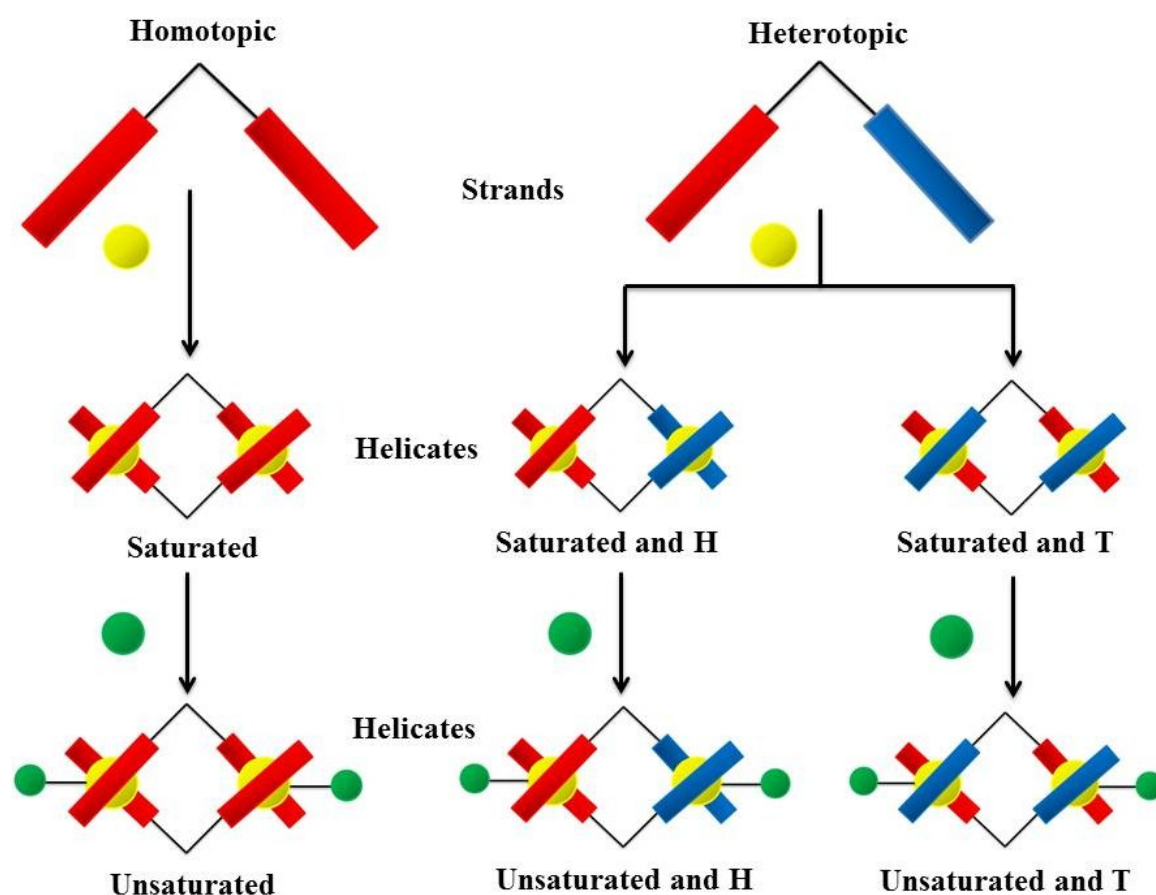 Homotopic
Heterotopic
Strands
Helicates
Saturated
Saturated and H
Saturated and T
Helicates
Unsaturated
Unsaturated and H
Unsaturated and T